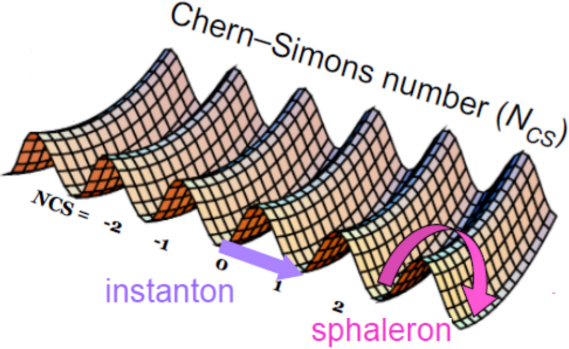 Chern–Simons number (NCS)
NCS = -2 -1 0 1 2
instanton
sphaleron